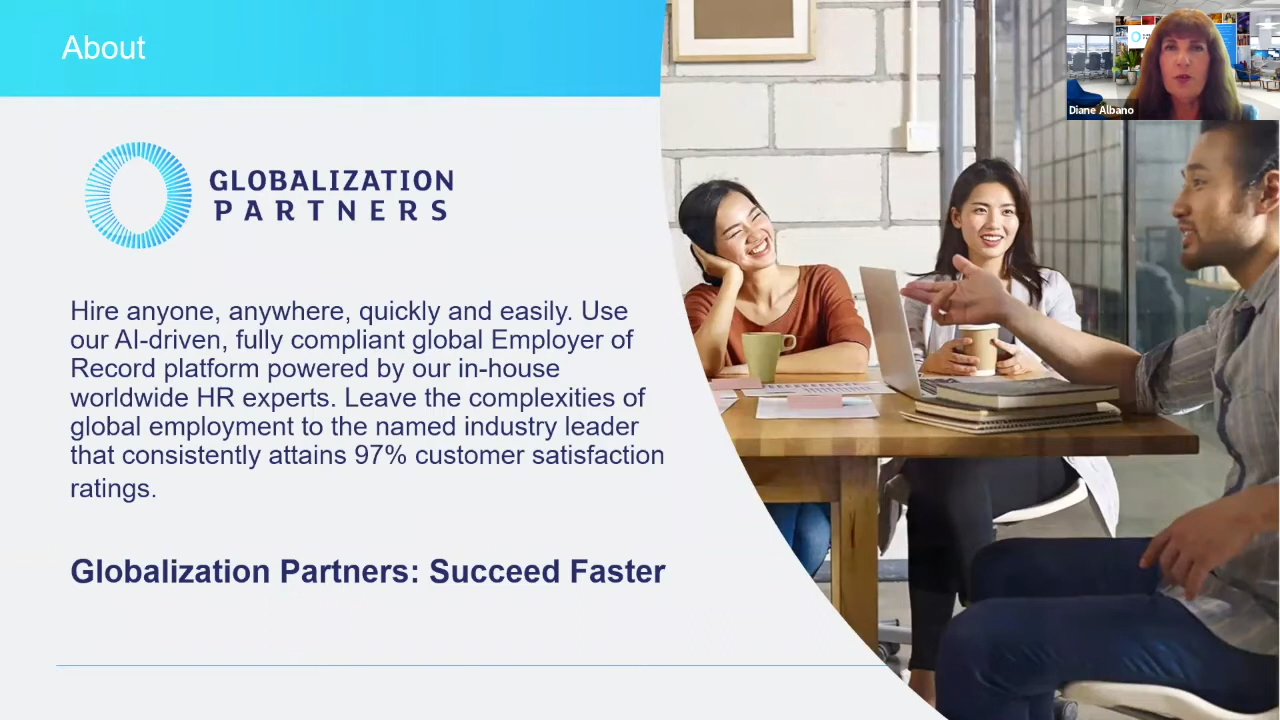 About
Diane Albano
GLOBALIZATION
PARTNERS
Hire anyone, anywhere, quickly and easily. Use
our AI-driven, fully compliant global Employer of
Record platform powered by our in-house
worldwide HR experts. Leave the complexities of
global employment to the named industry leader
that consistently attains 97% customer satisfaction
ratings.
Globalization Partners: Succeed Faster